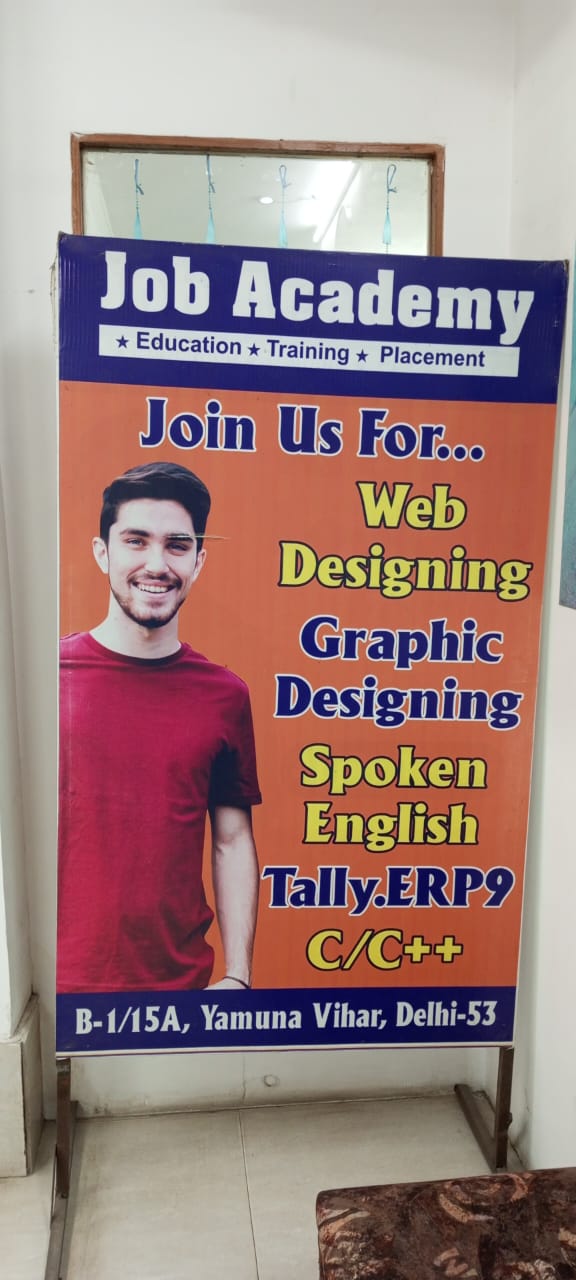 Job Academy
★ Education ★ Training ★ Placement
Join Us For...
Web
Designing
Graphic
Designing
Spoken
English
Tally.ERP9
C/C++
B-1/15A, Yamuna Vihar, Delhi-53